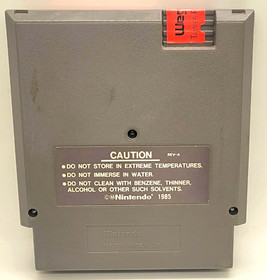 CAUTION REV-A
• DO NOT STORE IN EXTREME TEMPERATURES.
• DO NOT IMMERSE IN WATER.
• DO NOT CLEAN WITH BENZENE, THINNER,
ALCOHOL OR OTHER SUCH SOLVENTS.
©®Nintendo 1985
Nintendo